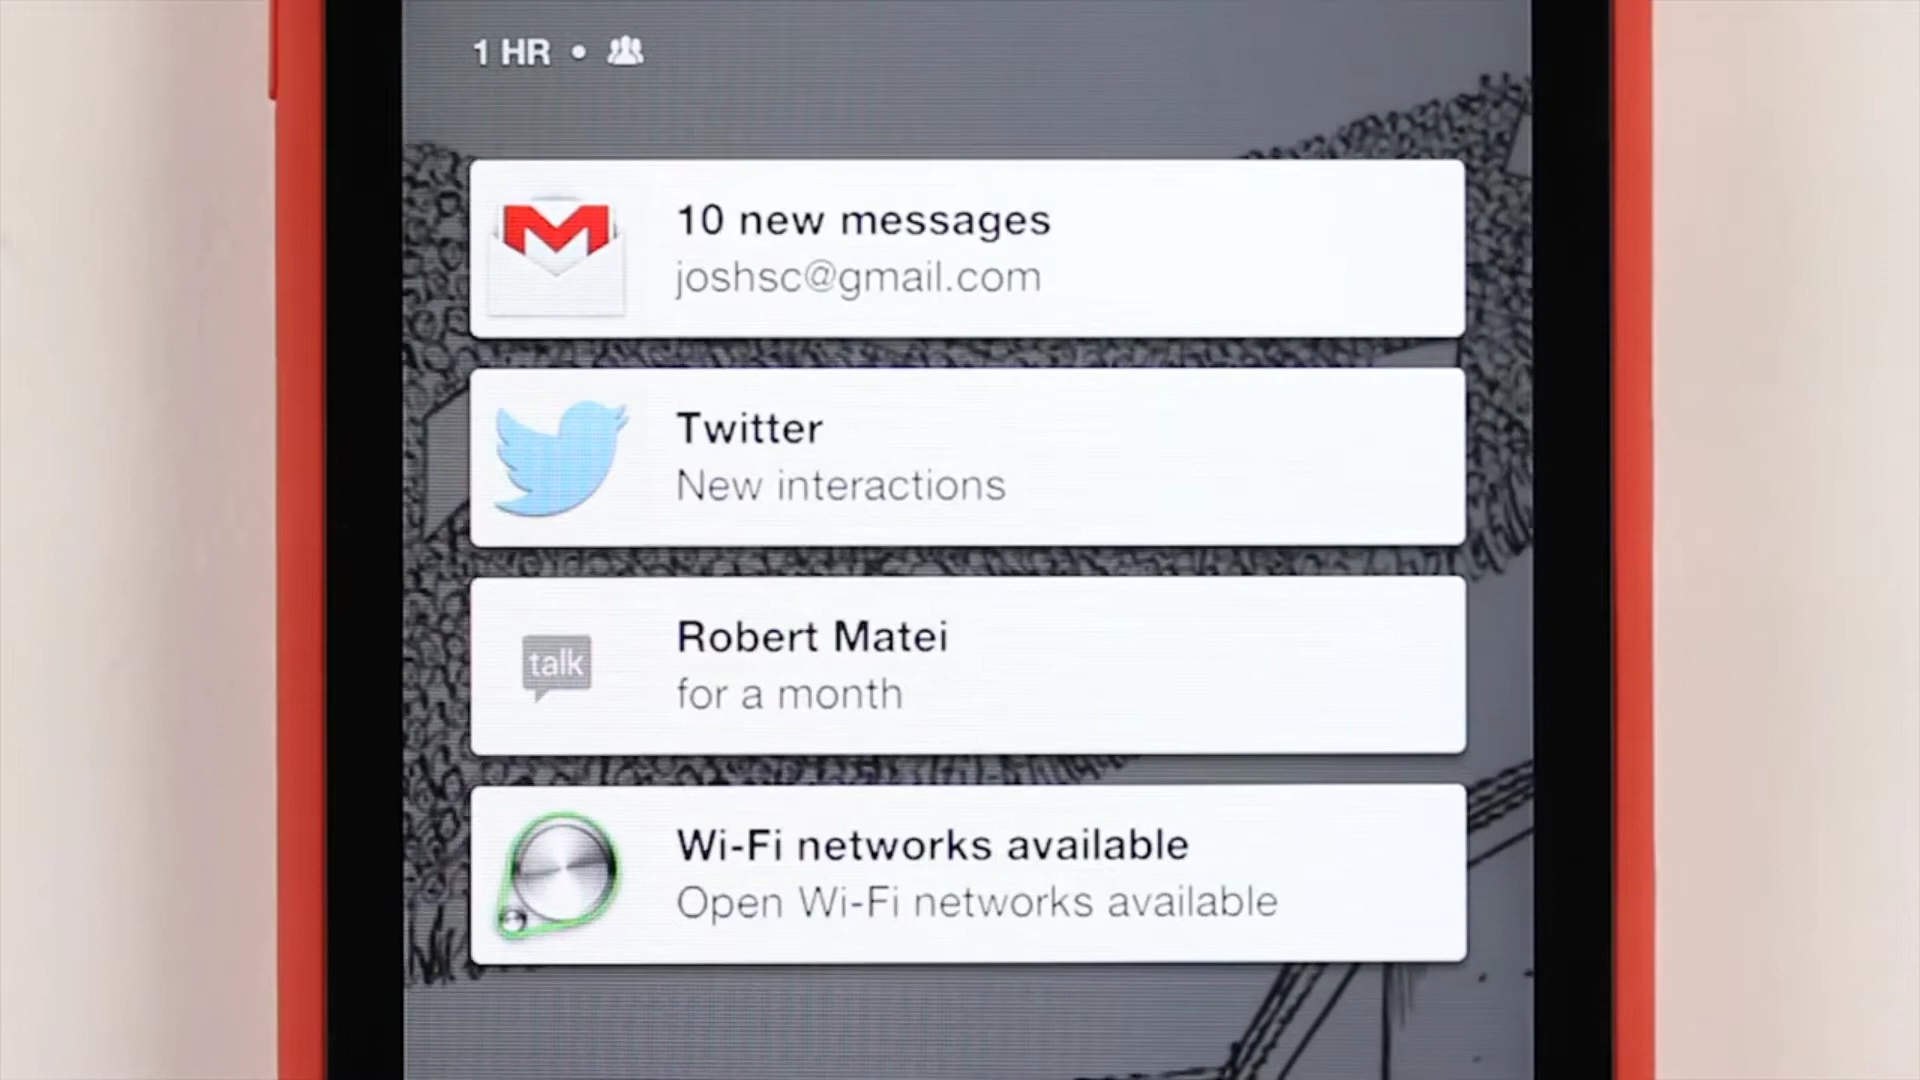 1 HR •
10 new messages
joshsc@gmail.com
Twitter
New interactions
talk
Robert Matei
for a month
Wi-Fi networks available
Open Wi-Fi networks available